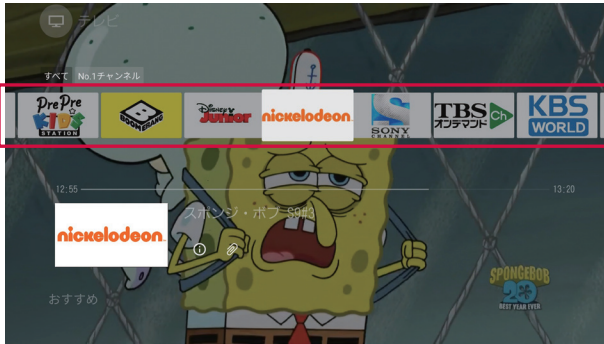 テレビ
すべて No.1チャンネル
PrePre KIDS STATION
BOOMERANG
Disney Junior
nickelodeon
SONY CHANNEL
TBS オンデマンド Ch
KBS WORLD
12:55
13:20
nickelodeon
スポンジ・ボブ S9#3
おすすめ
SPONGEBOB
20
BEST YEAR EVER